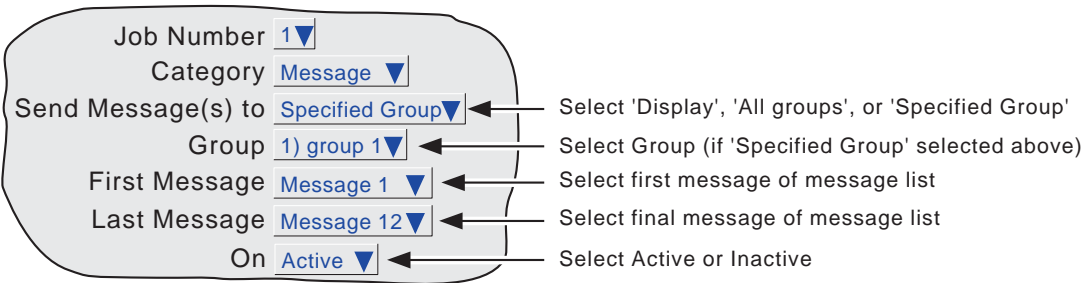 Job Number 1
Category Message
Send Message(s) to Specified Group Select 'Display', 'All groups', or 'Specified Group'
Group 1) group 1 Select Group (if 'Specified Group' selected above)
First Message Message 1 Select first message of message list
Last Message Message 12 Select final message of message list
On Active Select Active or Inactive